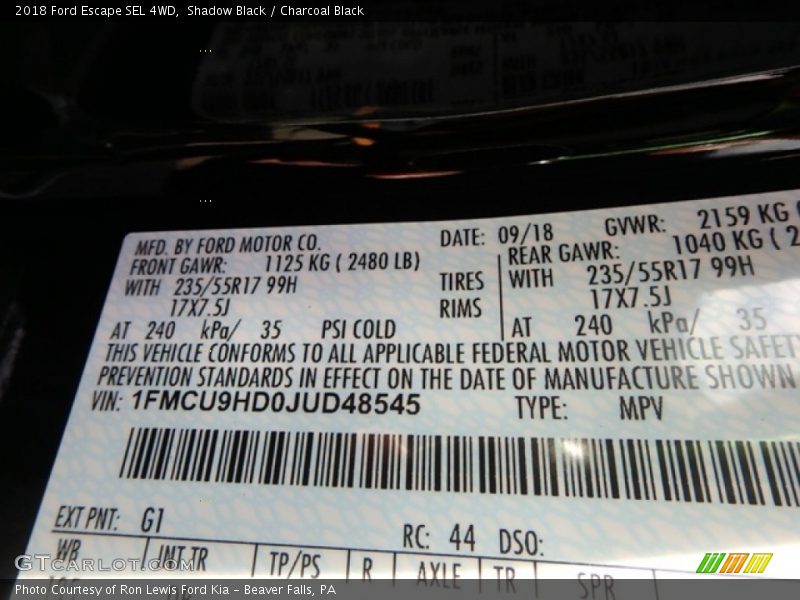 2018 Ford Escape SEL 4WD, Shadow Black / Charcoal Black
MFD. BY FORD MOTOR CO. DATE: 09/18 GVWR: 2159 KG
FRONT GAWR: 1125 KG ( 2480 LB) REAR GAWR: 1040 KG ( 2
WITH 235/55R17 99H TIRES WITH 235/55R17 99H
17X7.5J RIMS 17X7.5J
AT 240 kPa/ 35 PSI COLD AT 240 kPa/ 35
THIS VEHICLE CONFORMS TO ALL APPLICABLE FEDERAL MOTOR VEHICLE SAFETY
PREVENTION STANDARDS IN EFFECT ON THE DATE OF MANUFACTURE SHOWN
VIN: 1FMCU9HD0JUD48545 TYPE: MPV
EXT PNT: G1 RC: 44 DSO:
WB INT TR TP/PS R AXLE TR SPR
GTCARLOT.COM
Photo Courtesy of Ron Lewis Ford Kia - Beaver Falls, PA